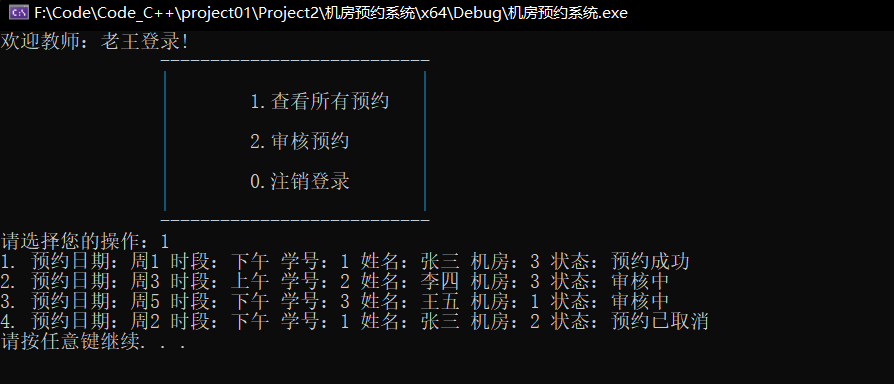 F:\Code\Code_C++\project01\Project2\机房预约系统\x64\Debug\机房预约系统.exe
欢迎教师：老王登录!
---------------------------
1.查看所有预约
2.审核预约
0.注销登录
---------------------------
请选择您的操作：1
1. 预约日期：周1 时段：下午 学号：1 姓名：张三 机房：3 状态：预约成功
2. 预约日期：周3 时段：上午 学号：2 姓名：李四 机房：3 状态：审核中
3. 预约日期：周5 时段：下午 学号：3 姓名：王五 机房：1 状态：审核中
4. 预约日期：周2 时段：下午 学号：1 姓名：张三 机房：2 状态：预约已取消
请按任意键继续. . .